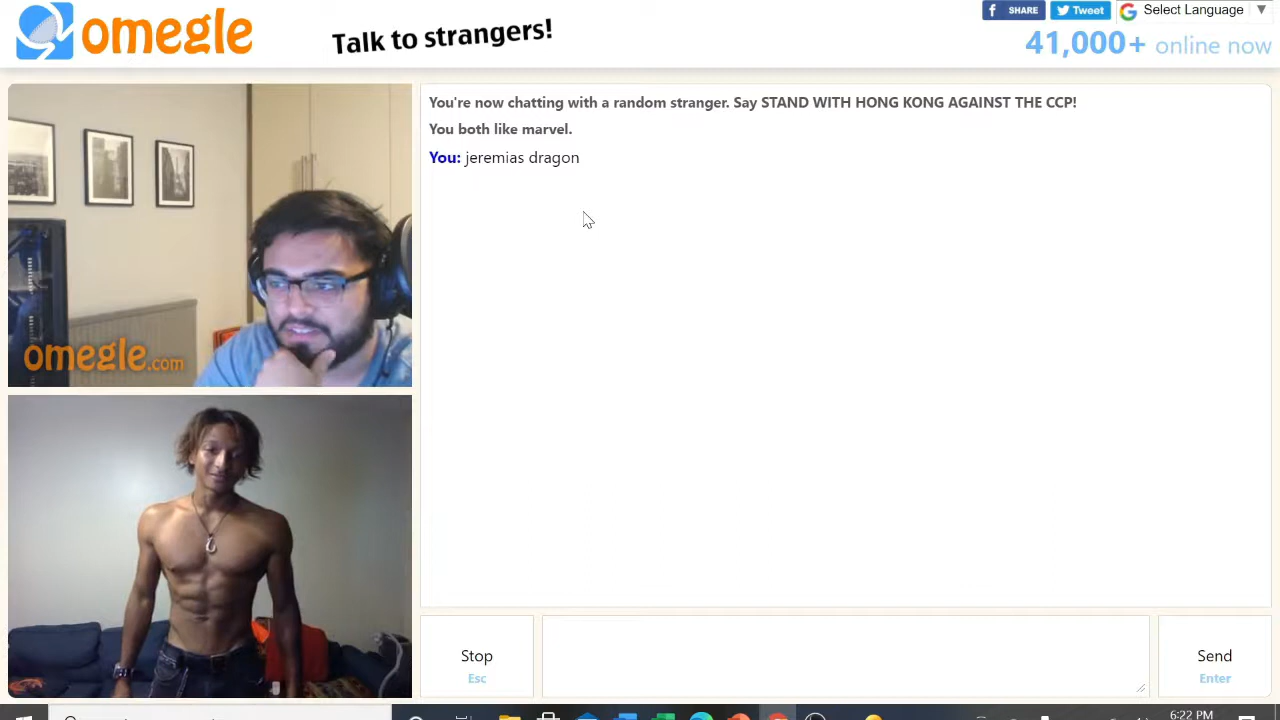 omegle
Talk to strangers!
SHARE
Tweet
Select Language ▼
41,000+ online now
You're now chatting with a random stranger. Say STAND WITH HONG KONG AGAINST THE CCP!
You both like marvel.
You: jeremias dragon
omegle.com
Stop
Esc
Send
Enter
6:22 PM